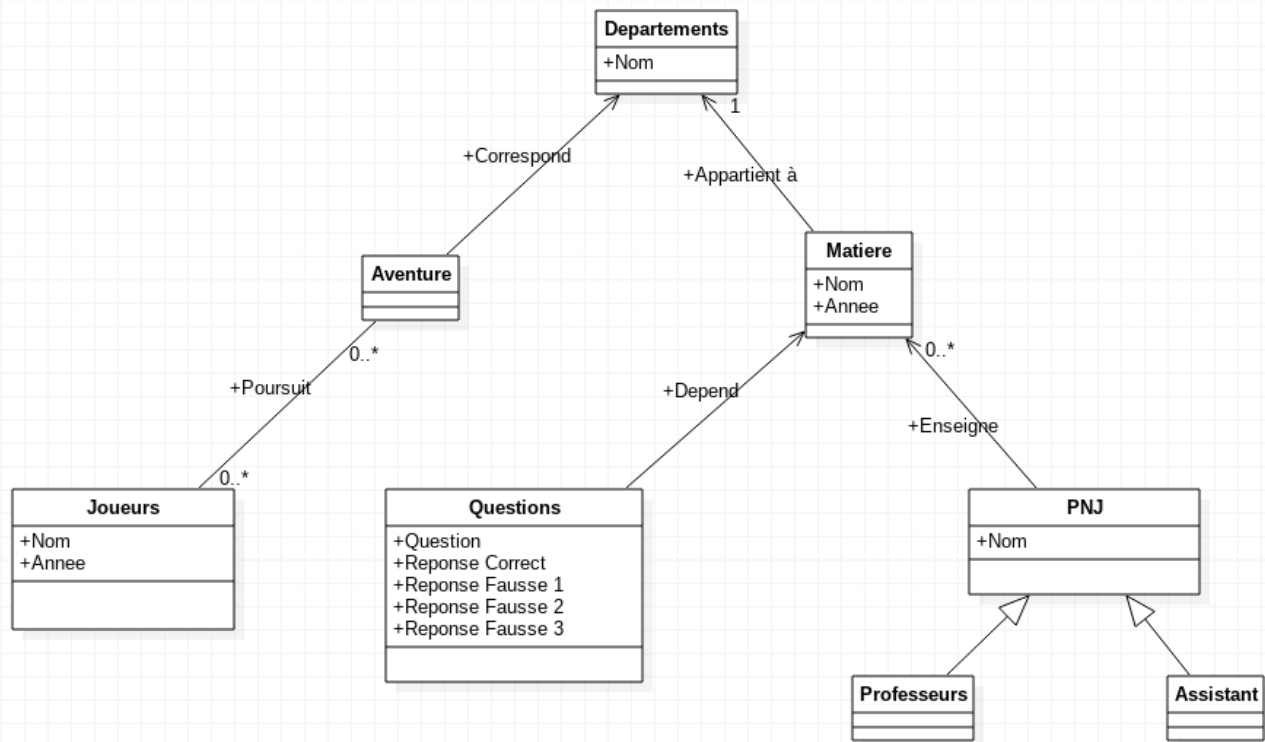 Departements
+Nom
1
+Correspond
+Appartient à
Matiere
+Nom
+Annee
Aventure
0..*
0..*
+Poursuit
+Depend
+Enseigne
0..*
Joueurs
+Nom
+Annee
Questions
+Question
+Reponse Correct
+Reponse Fausse 1
+Reponse Fausse 2
+Reponse Fausse 3
PNJ
+Nom
Professeurs
Assistant